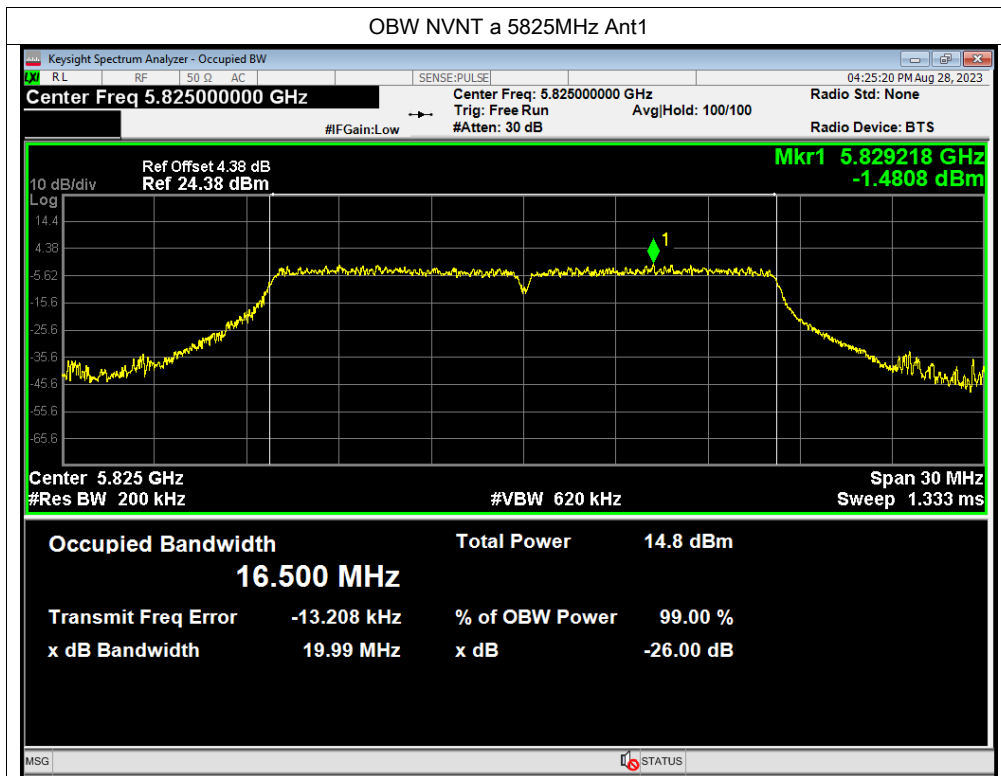 OBW NVNT a 5825MHz Ant1
Keysight Spectrum Analyzer - Occupied BW
LXI RL RF 50 Ω AC SENSE:PULSE 04:25:20 PM Aug 28, 2023
Center Freq 5.825000000 GHz Center Freq: 5.825000000 GHz Radio Std: None
Trig: Free Run Avg|Hold: 100/100
#IFGain:Low #Atten: 30 dB Radio Device: BTS
Mkr1 5.829218 GHz
Ref Offset 4.38 dB
10 dB/div Ref 24.38 dBm -1.4808 dBm
Log
14.4
4.38
1
-5.62
-15.6
-25.6
-35.6
-45.6
-55.6
-65.6
Center 5.825 GHz Span 30 MHz
#Res BW 200 kHz #VBW 620 kHz Sweep 1.333 ms
Occupied Bandwidth Total Power 14.8 dBm
16.500 MHz
Transmit Freq Error -13.208 kHz % of OBW Power 99.00 %
x dB Bandwidth 19.99 MHz x dB -26.00 dB
MSG STATUS